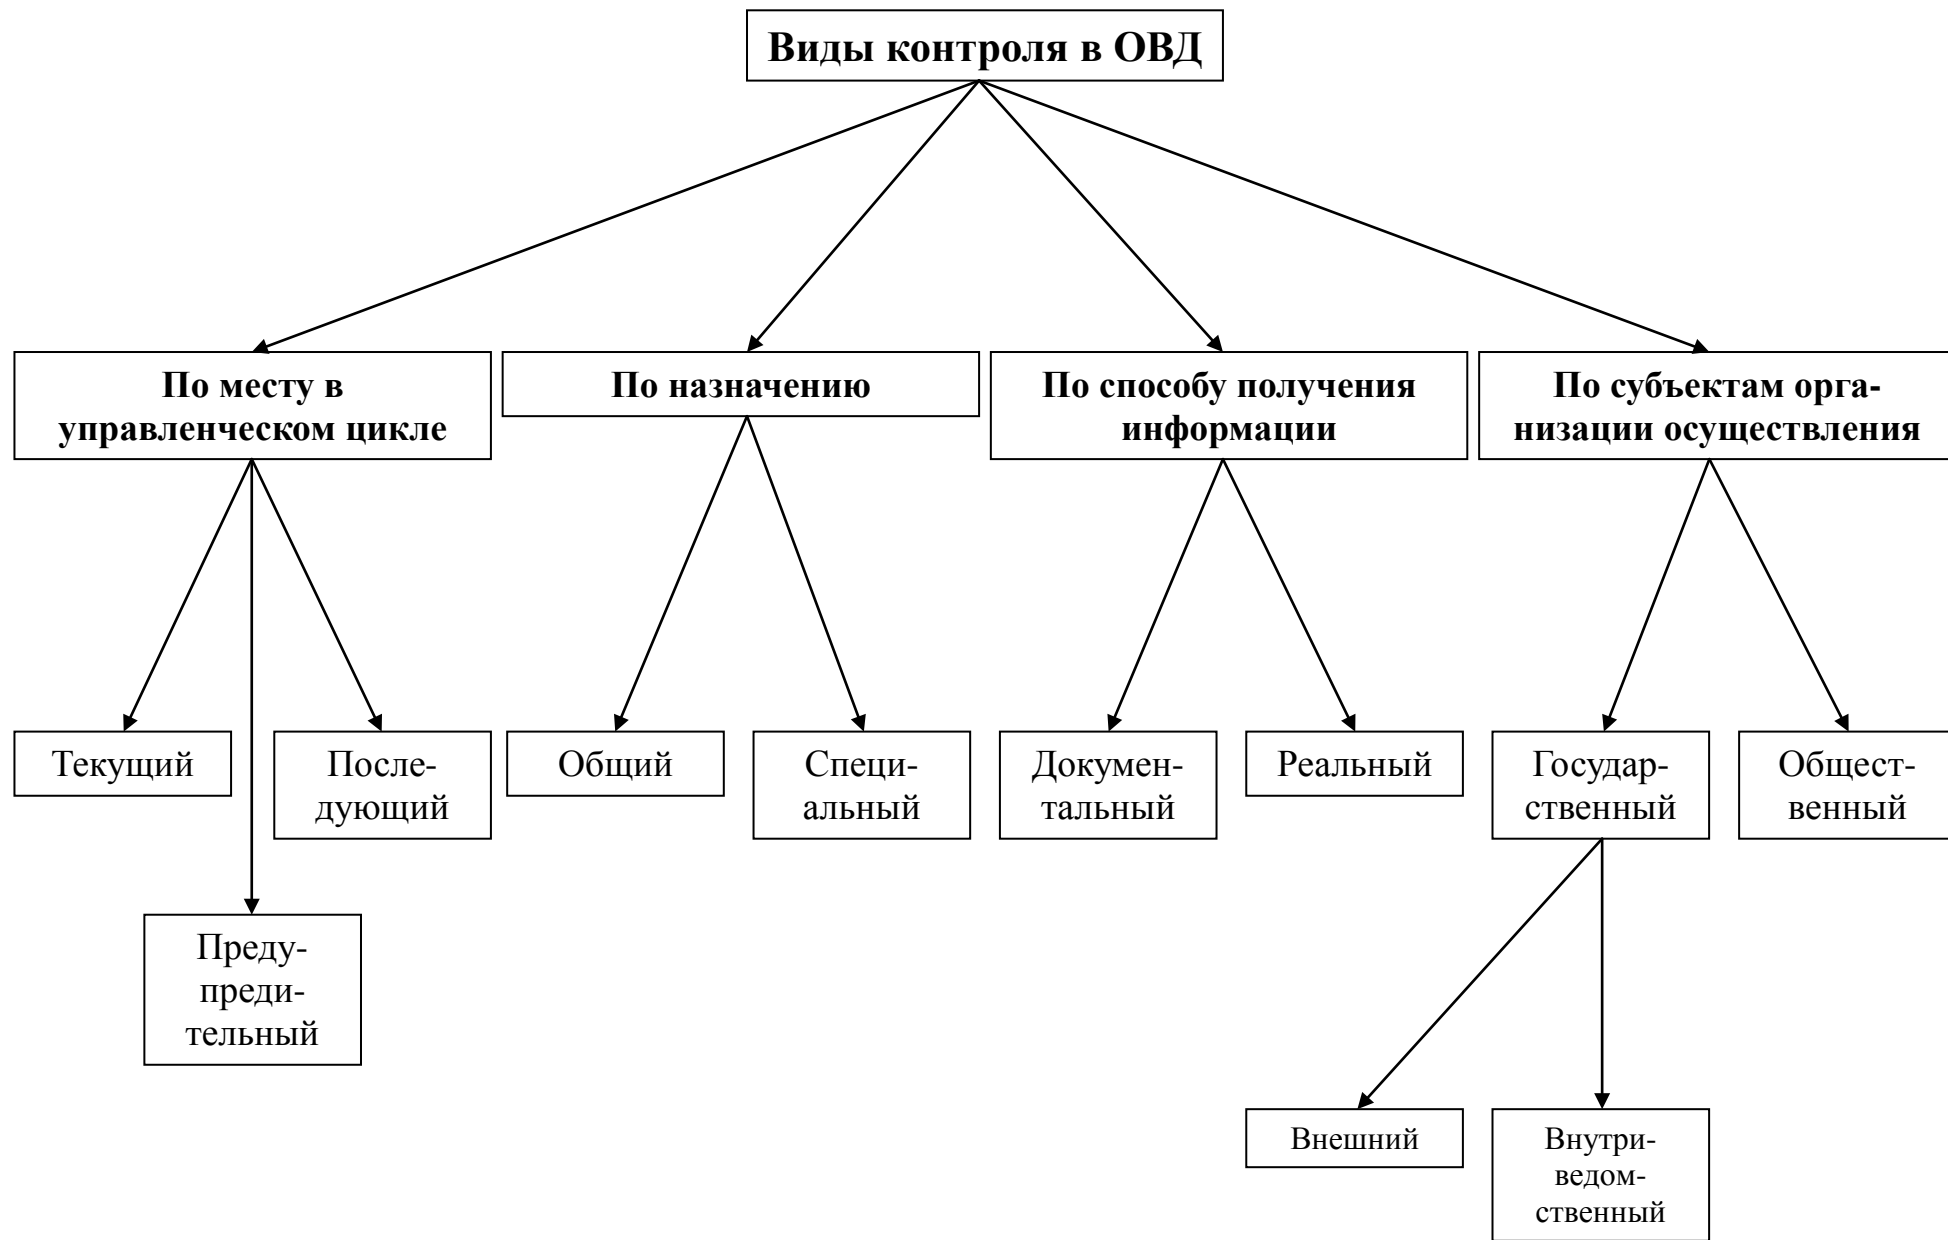 Виды контроля в ОВД
По месту в
управленческом цикле
По назначению
По способу получения
информации
По субъектам орга-
низации осуществления
Текущий
После-
дующий
Общий
Специ-
альный
Докумен-
тальный
Реальный
Государ-
ственный
Общест-
венный
Преду-
преди-
тельный
Внешний
Внутри-
ведом-
ственный